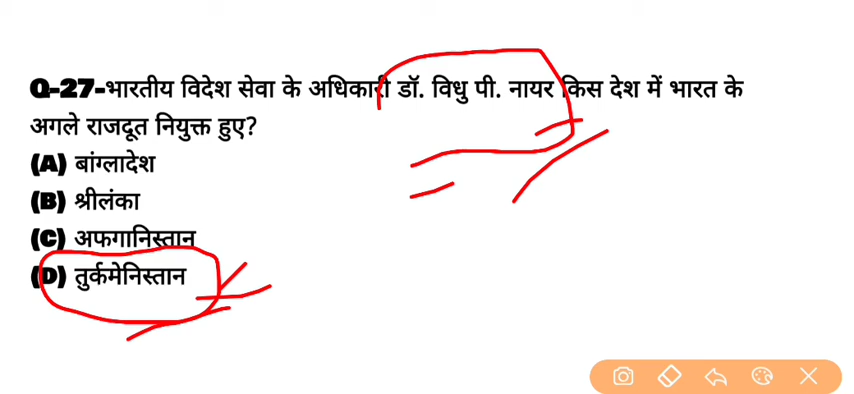 Q-27-भारतीय विदेश सेवा के अधिकारी डॉ. विधु पी. नायर किस देश में भारत के
अगले राजदूत नियुक्त हुए?
(A) बांग्लादेश
(B) श्रीलंका
(C) अफगानिस्तान
(D) तुर्कमेनिस्तान